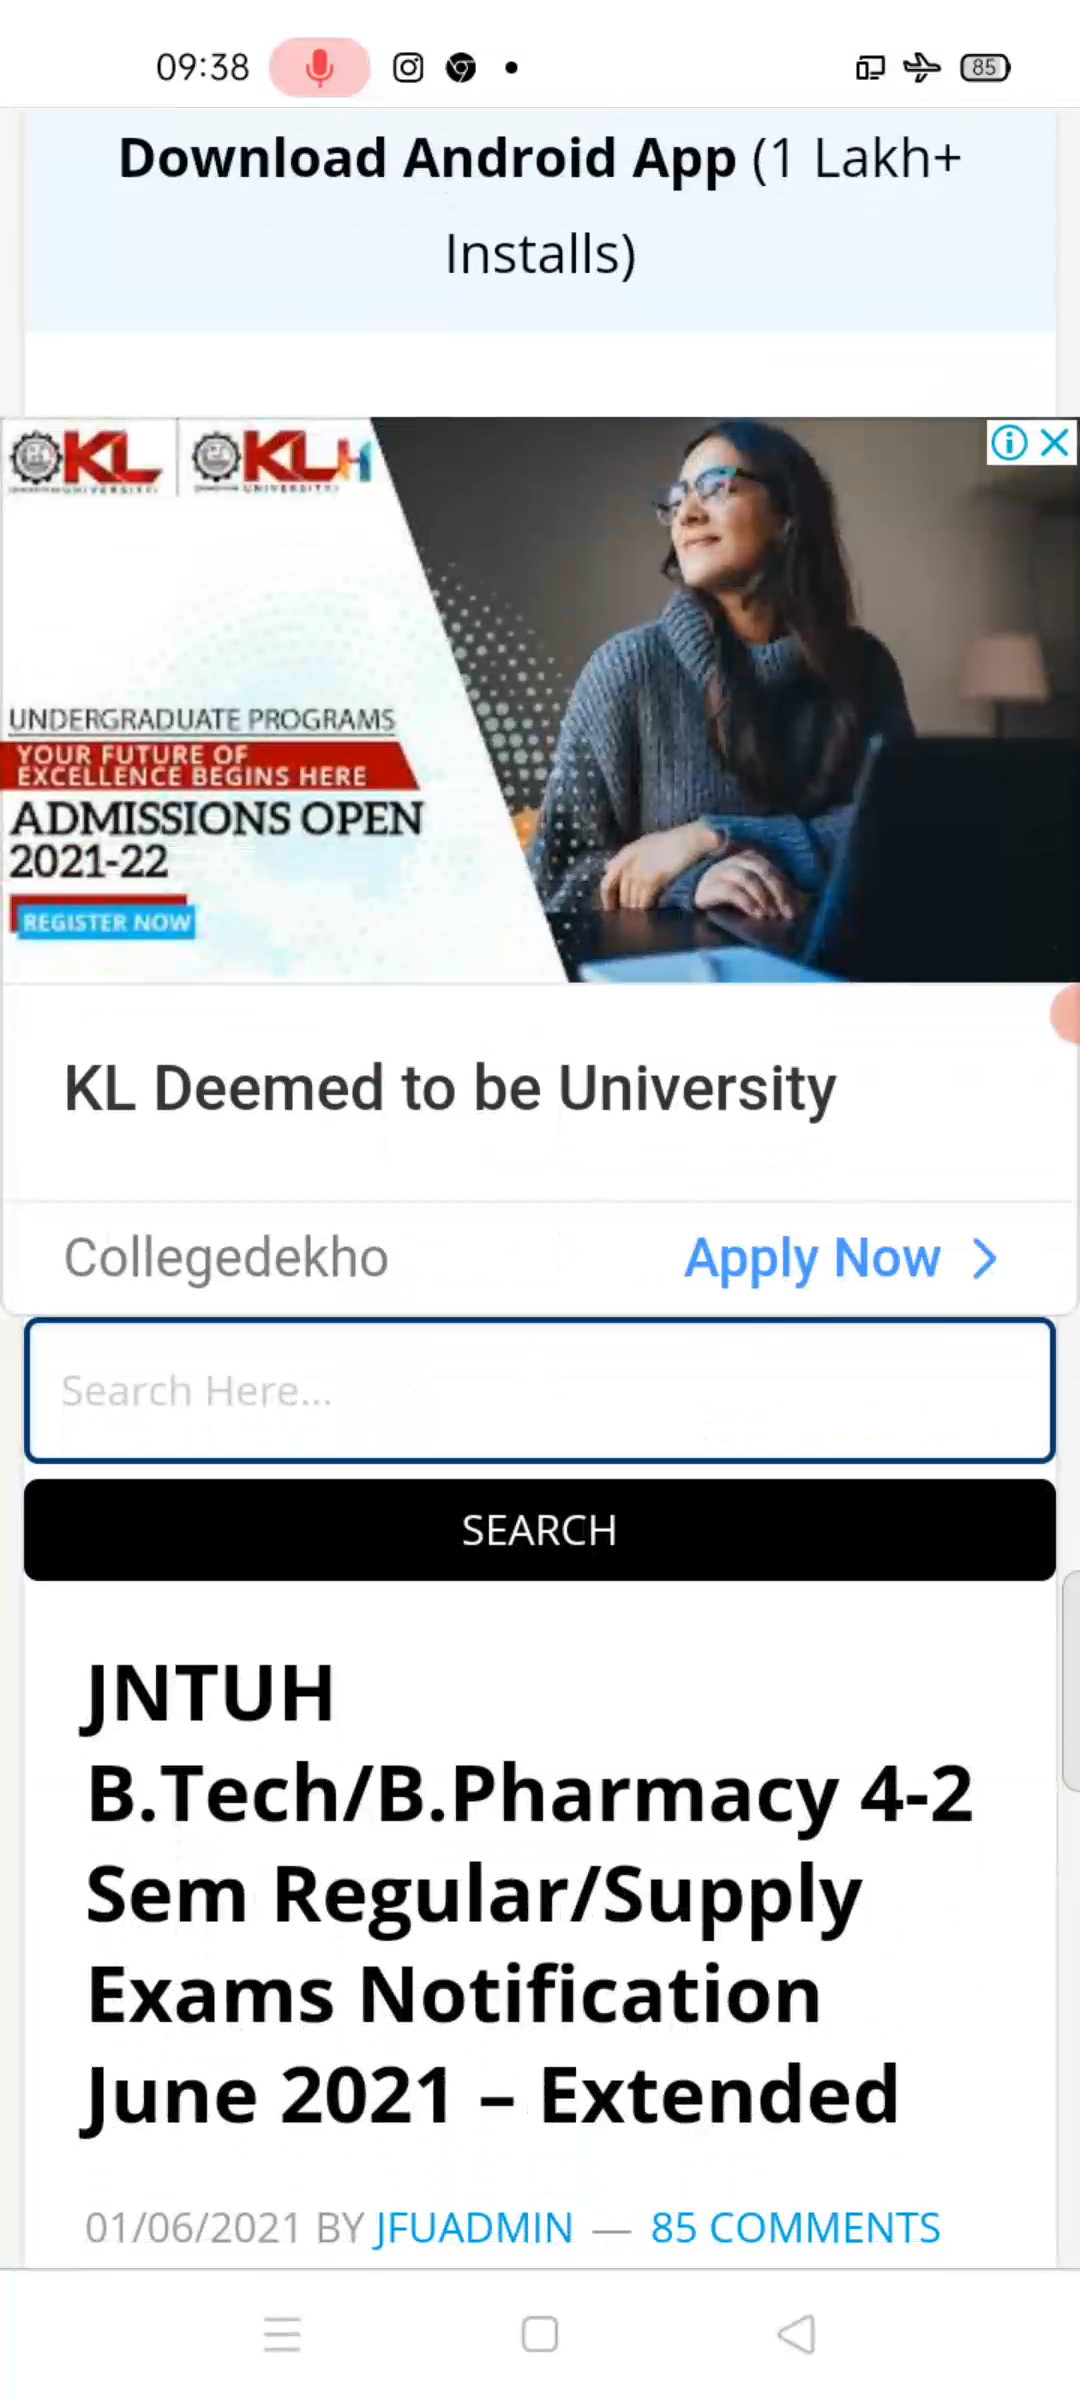 09:38
85
Download Android App (1 Lakh+
Installs)
KL
KLH
UNIVERSITY
UNDERGRADUATE PROGRAMS
YOUR FUTURE OF
EXCELLENCE BEGINS HERE
ADMISSIONS OPEN
2021-22
REGISTER NOW
KL Deemed to be University
Collegedekho
Apply Now
Search Here...
SEARCH
JNTUH
B.Tech/B.Pharmacy 4-2
Sem Regular/Supply
Exams Notification
June 2021 – Extended
01/06/2021 BY JFUADMIN — 85 COMMENTS